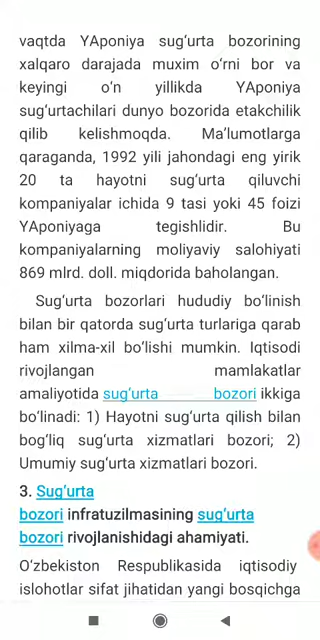 vaqtda YAponiya sug‘urta bozorining
xalqaro darajada muxim o‘rni bor va
keyingi o‘n yillikda YAponiya
sug‘urtachilari dunyo bozorida etakchilik
qilib kelishmoqda. Ma’lumotlarga
qaraganda, 1992 yili jahondagi eng yirik
20 ta hayotni sug‘urta qiluvchi
kompaniyalar ichida 9 tasi yoki 45 foizi
YAponiyaga tegishlidir. Bu
kompaniyalarning moliyaviy salohiyati
869 mlrd. doll. miqdorida baholangan.
Sug‘urta bozorlari hududiy bo‘linish
bilan bir qatorda sug‘urta turlariga qarab
ham xilma-xil bo‘lishi mumkin. Iqtisodi
rivojlangan mamlakatlar
amaliyotida sug‘urta bozori ikkiga
bo‘linadi: 1) Hayotni sug‘urta qilish bilan
bog‘liq sug‘urta xizmatlari bozori; 2)
Umumiy sug‘urta xizmatlari bozori.
3. Sug‘urta
bozori infratuzilmasining sug‘urta
bozori rivojlanishidagi ahamiyati.
O‘zbekiston Respublikasida iqtisodiy
islohotlar sifat jihatidan yangi bosqichga